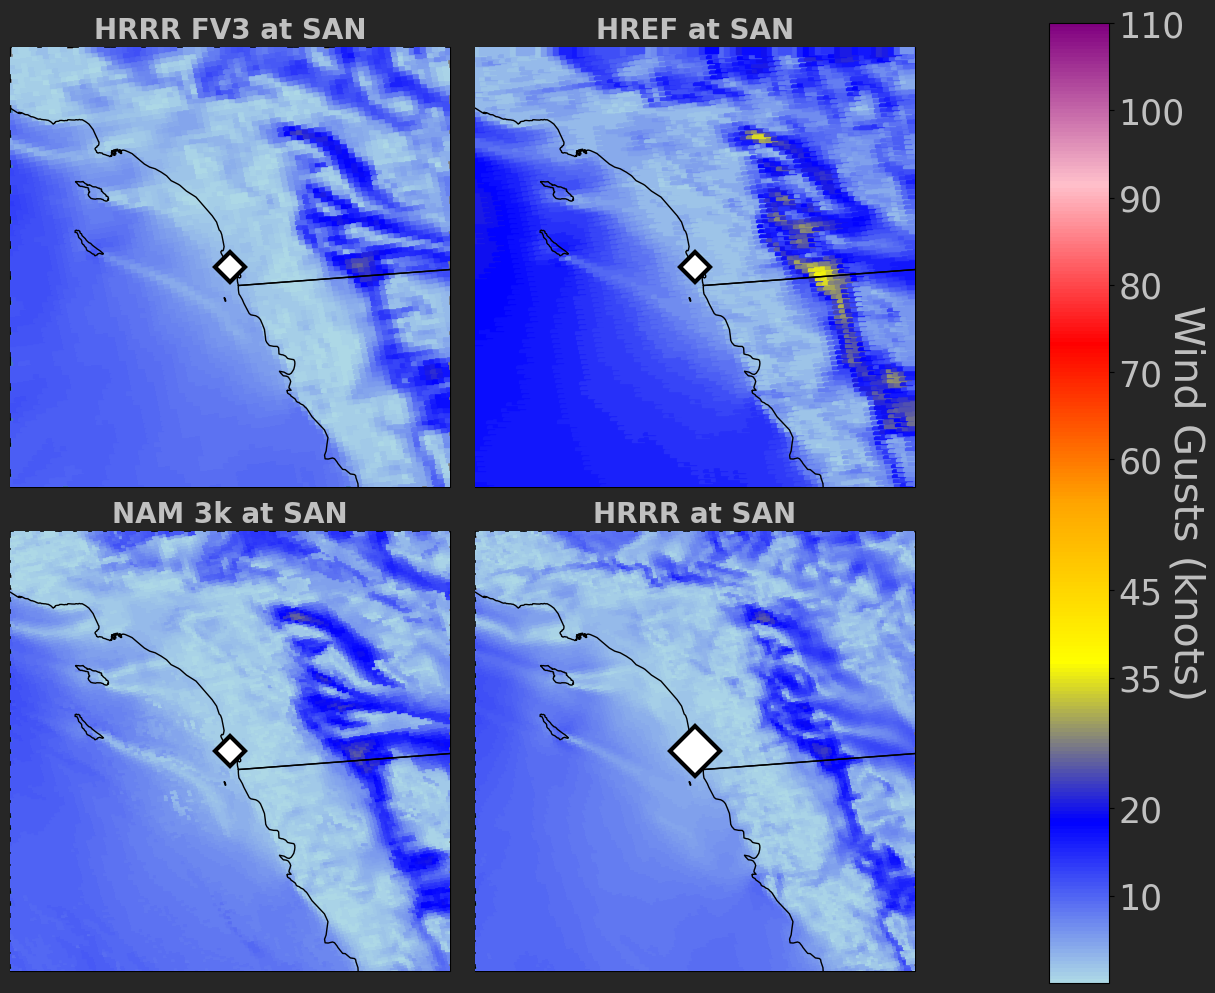 HRRR FV3 at SAN
HREF at SAN
NAM 3k at SAN
HRRR at SAN
110
100
90
80
70
60
45
35
20
10
Wind Gusts (knots)